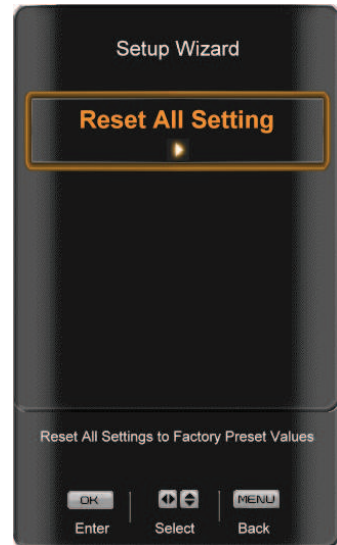 Setup Wizard
Reset All Setting
Reset All Settings to Factory Preset Values
OK MENU
Enter Select Back